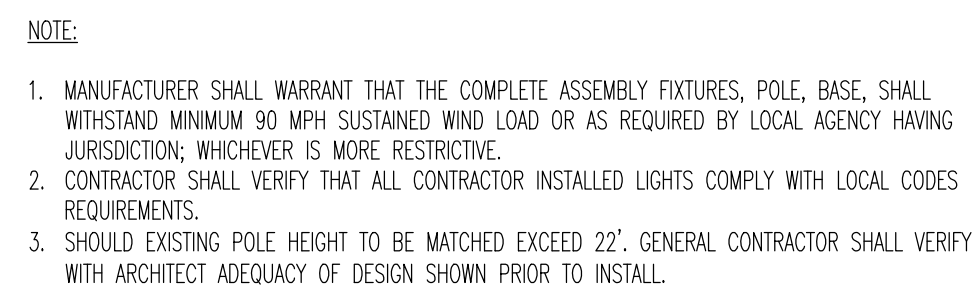 NOTE:
1. MANUFACTURER SHALL WARRANT THAT THE COMPLETE ASSEMBLY FIXTURES, POLE, BASE, SHALL
WITHSTAND MINIMUM 90 MPH SUSTAINED WIND LOAD OR AS REQUIRED BY LOCAL AGENCY HAVING
JURISDICTION; WHICHEVER IS MORE RESTRICTIVE.
2. CONTRACTOR SHALL VERIFY THAT ALL CONTRACTOR INSTALLED LIGHTS COMPLY WITH LOCAL CODES
REQUIREMENTS.
3. SHOULD EXISTING POLE HEIGHT TO BE MATCHED EXCEED 22'. GENERAL CONTRACTOR SHALL VERIFY
WITH ARCHITECT ADEQUACY OF DESIGN SHOWN PRIOR TO INSTALL.